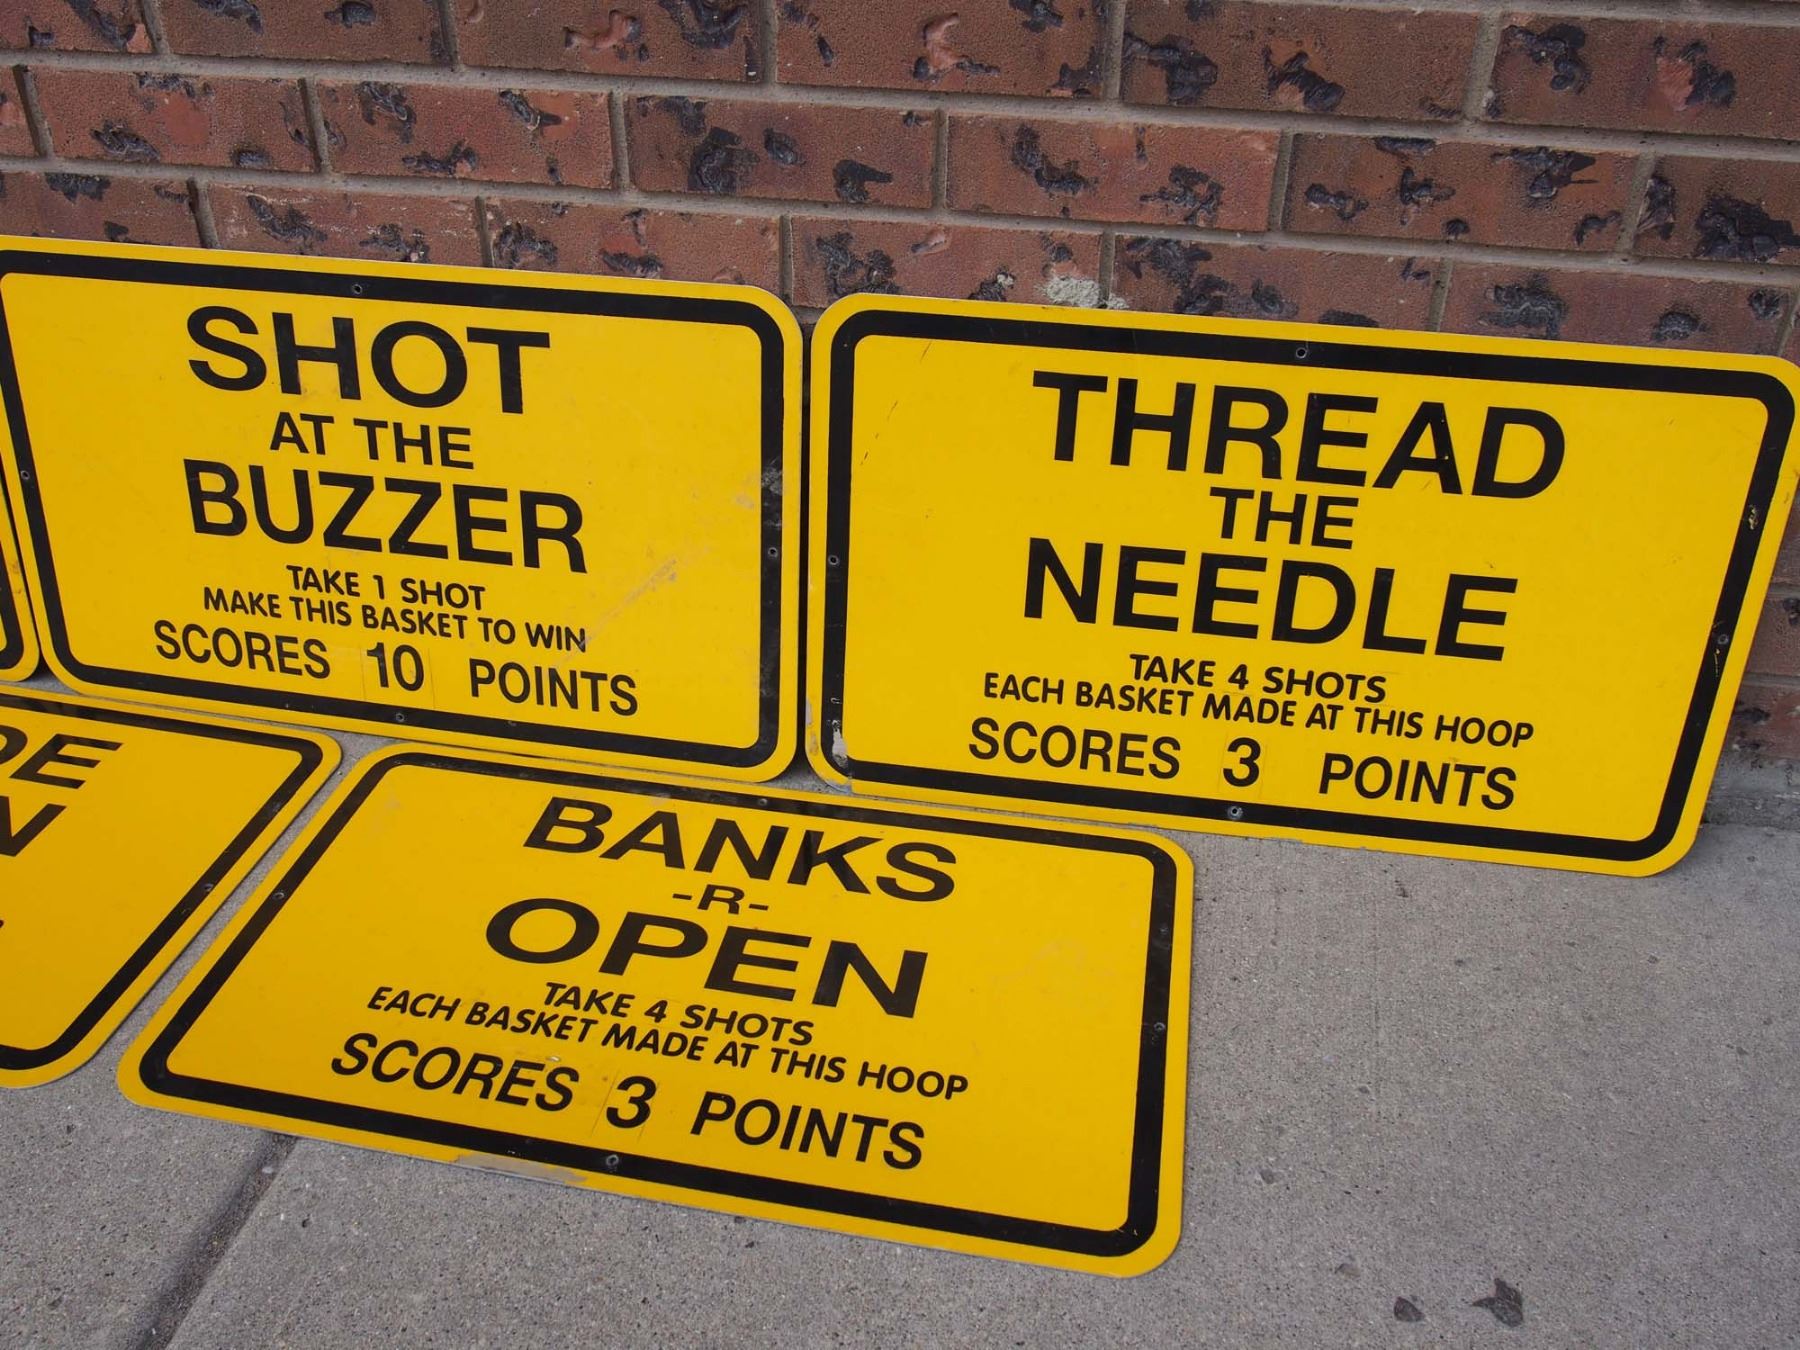 SHOT
AT THE
BUZZER
TAKE 1 SHOT
MAKE THIS BASKET TO WIN
SCORES 10 POINTS
THREAD
THE
NEEDLE
TAKE 4 SHOTS
EACH BASKET MADE AT THIS HOOP
SCORES 3 POINTS
BANKS
-R-
OPEN
TAKE 4 SHOTS
EACH BASKET MADE AT THIS HOOP
SCORES 3 POINTS